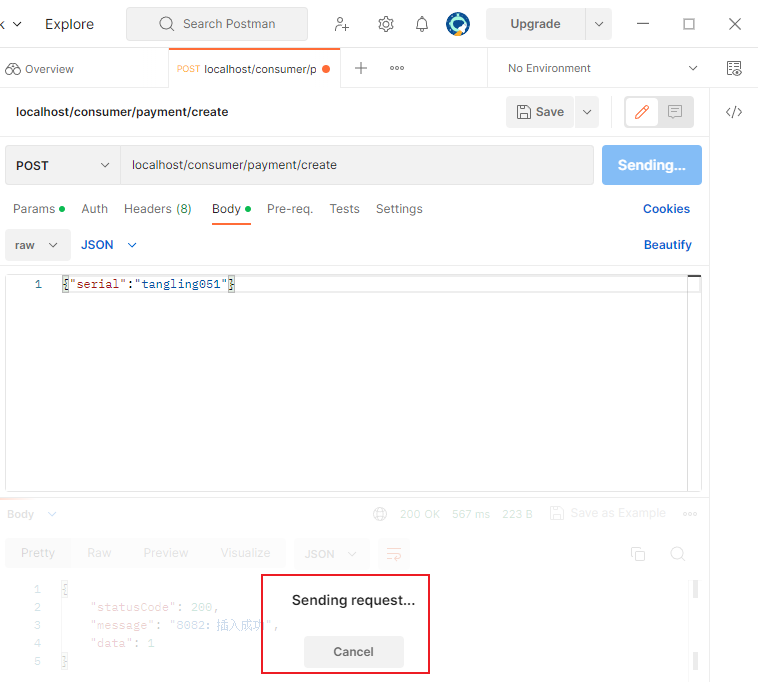 Explore
Search Postman
Upgrade
Overview
POST localhost/consumer/p
No Environment
localhost/consumer/payment/create
Save
POST
localhost/consumer/payment/create
Sending...
Params
Auth
Headers (8)
Body
Pre-req.
Tests
Settings
Cookies
raw
JSON
Beautify
1 {"serial":"tangling051"}
Body
200 OK 567 ms 223 B
Save as Example
Pretty
Raw
Preview
Visualize
JSON
1 {
2 "statusCode": 200,
3 "message": "8082：插入成功",
4 "data": 1
5 }
Sending request...
Cancel